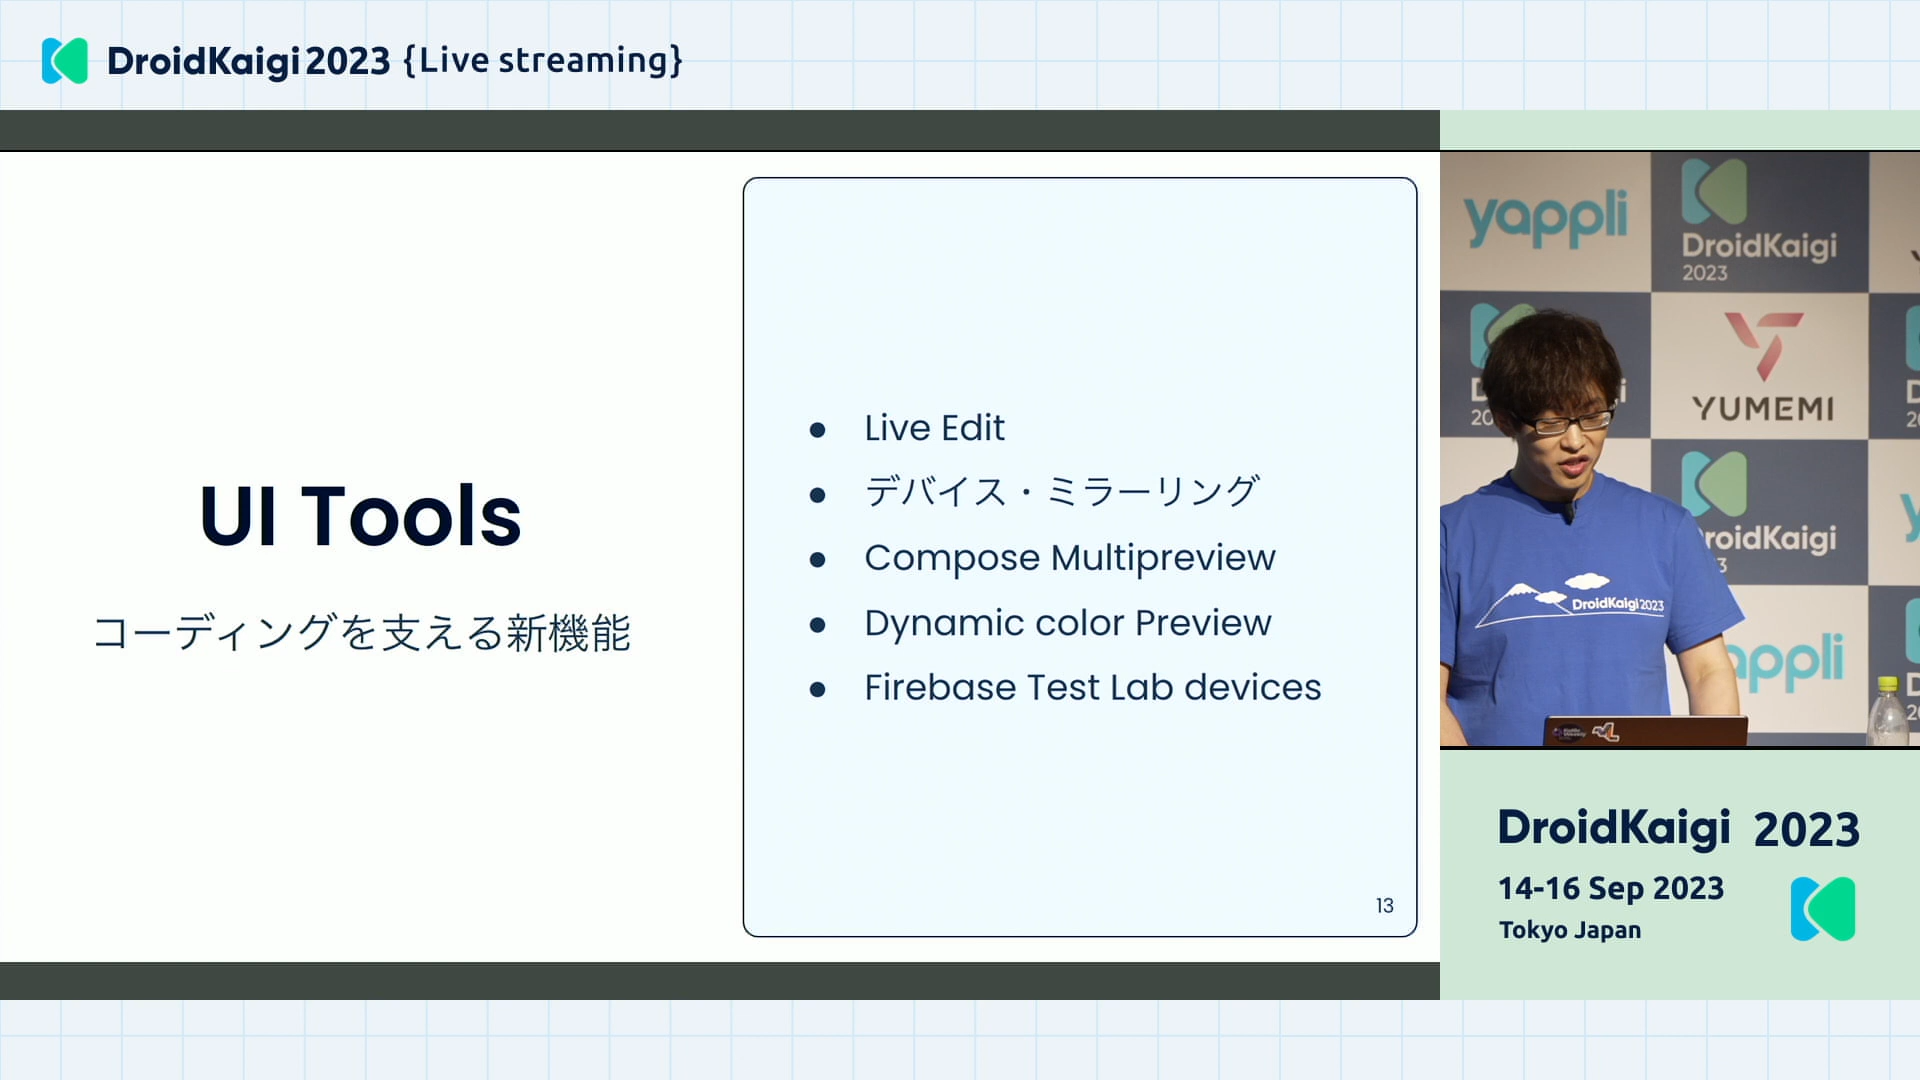 DroidKaigi 2023 {Live streaming}
UI Tools
コーディングを支える新機能
● Live Edit
● デバイス・ミラーリング
● Compose Multipreview
● Dynamic color Preview
● Firebase Test Lab devices
13
yappli
DroidKaigi
2023
YUMEMI
DroidKaigi 2023
roidKaigi
3
appli
DroidKaigi 2023
14-16 Sep 2023
Tokyo Japan